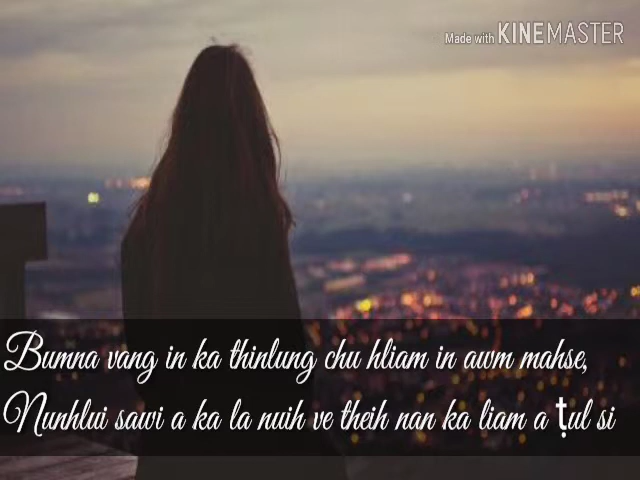 Made with KINEMASTER
Bumna vang in ka thinlung chu hliam in awm mahse,
Nunhlui sawi a ka la nuih ve theih nan ka liam a ṭul si